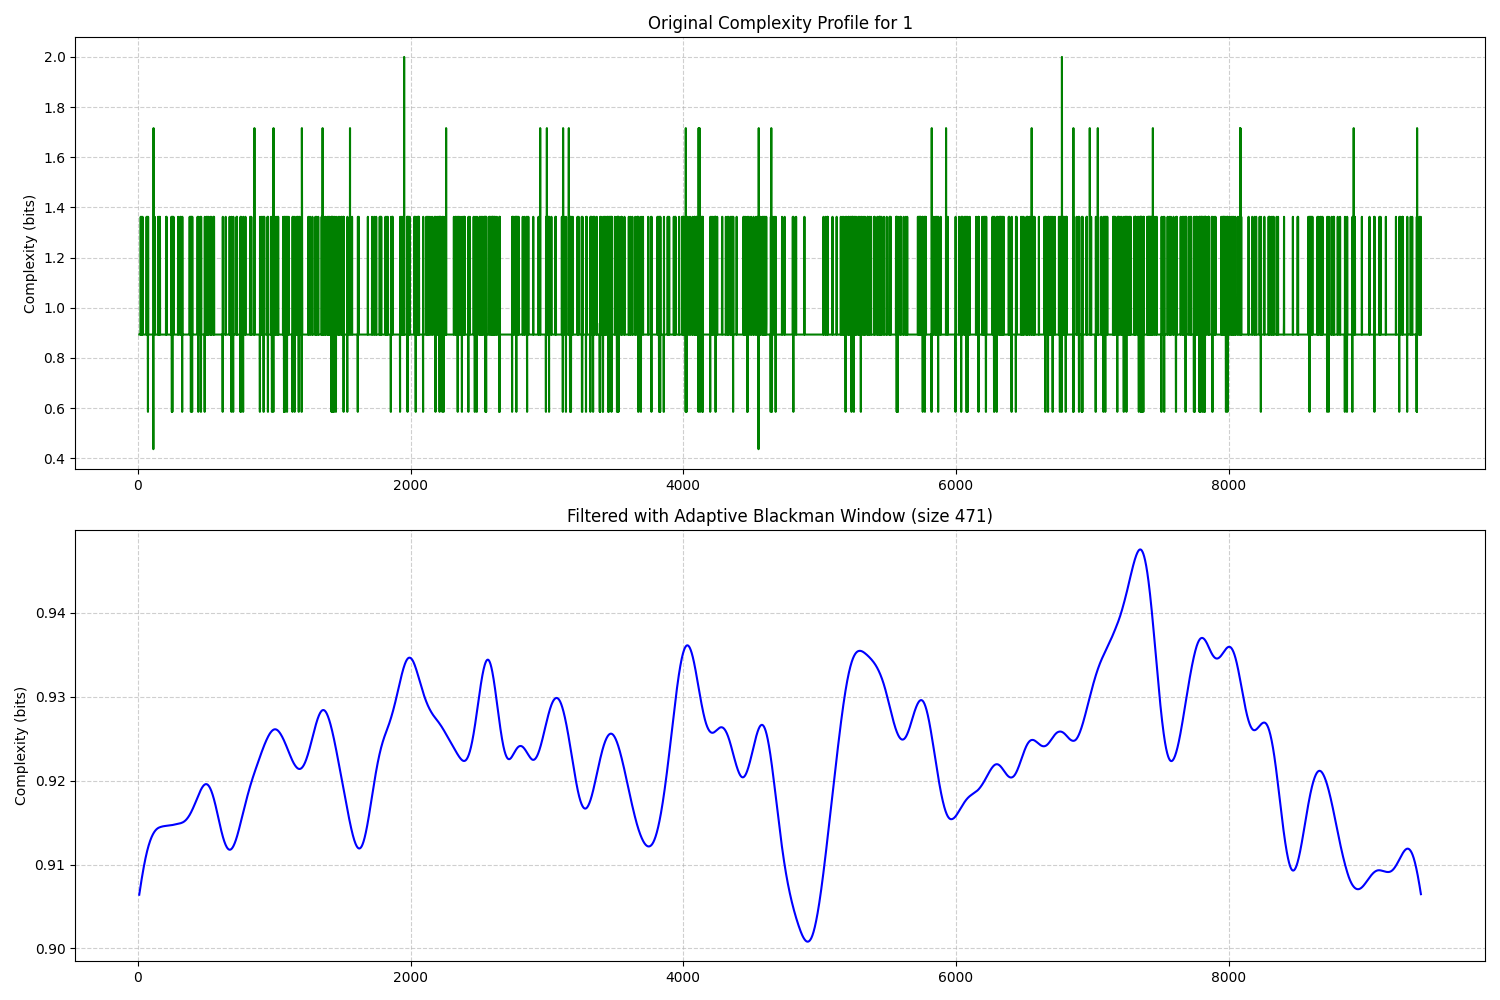 Original Complexity Profile for 1
Complexity (bits)
2.0
1.8
1.6
1.4
1.2
1.0
0.8
0.6
0.4
0 2000 4000 6000 8000
Filtered with Adaptive Blackman Window (size 471)
Complexity (bits)
0.94
0.93
0.92
0.91
0.90
0 2000 4000 6000 8000